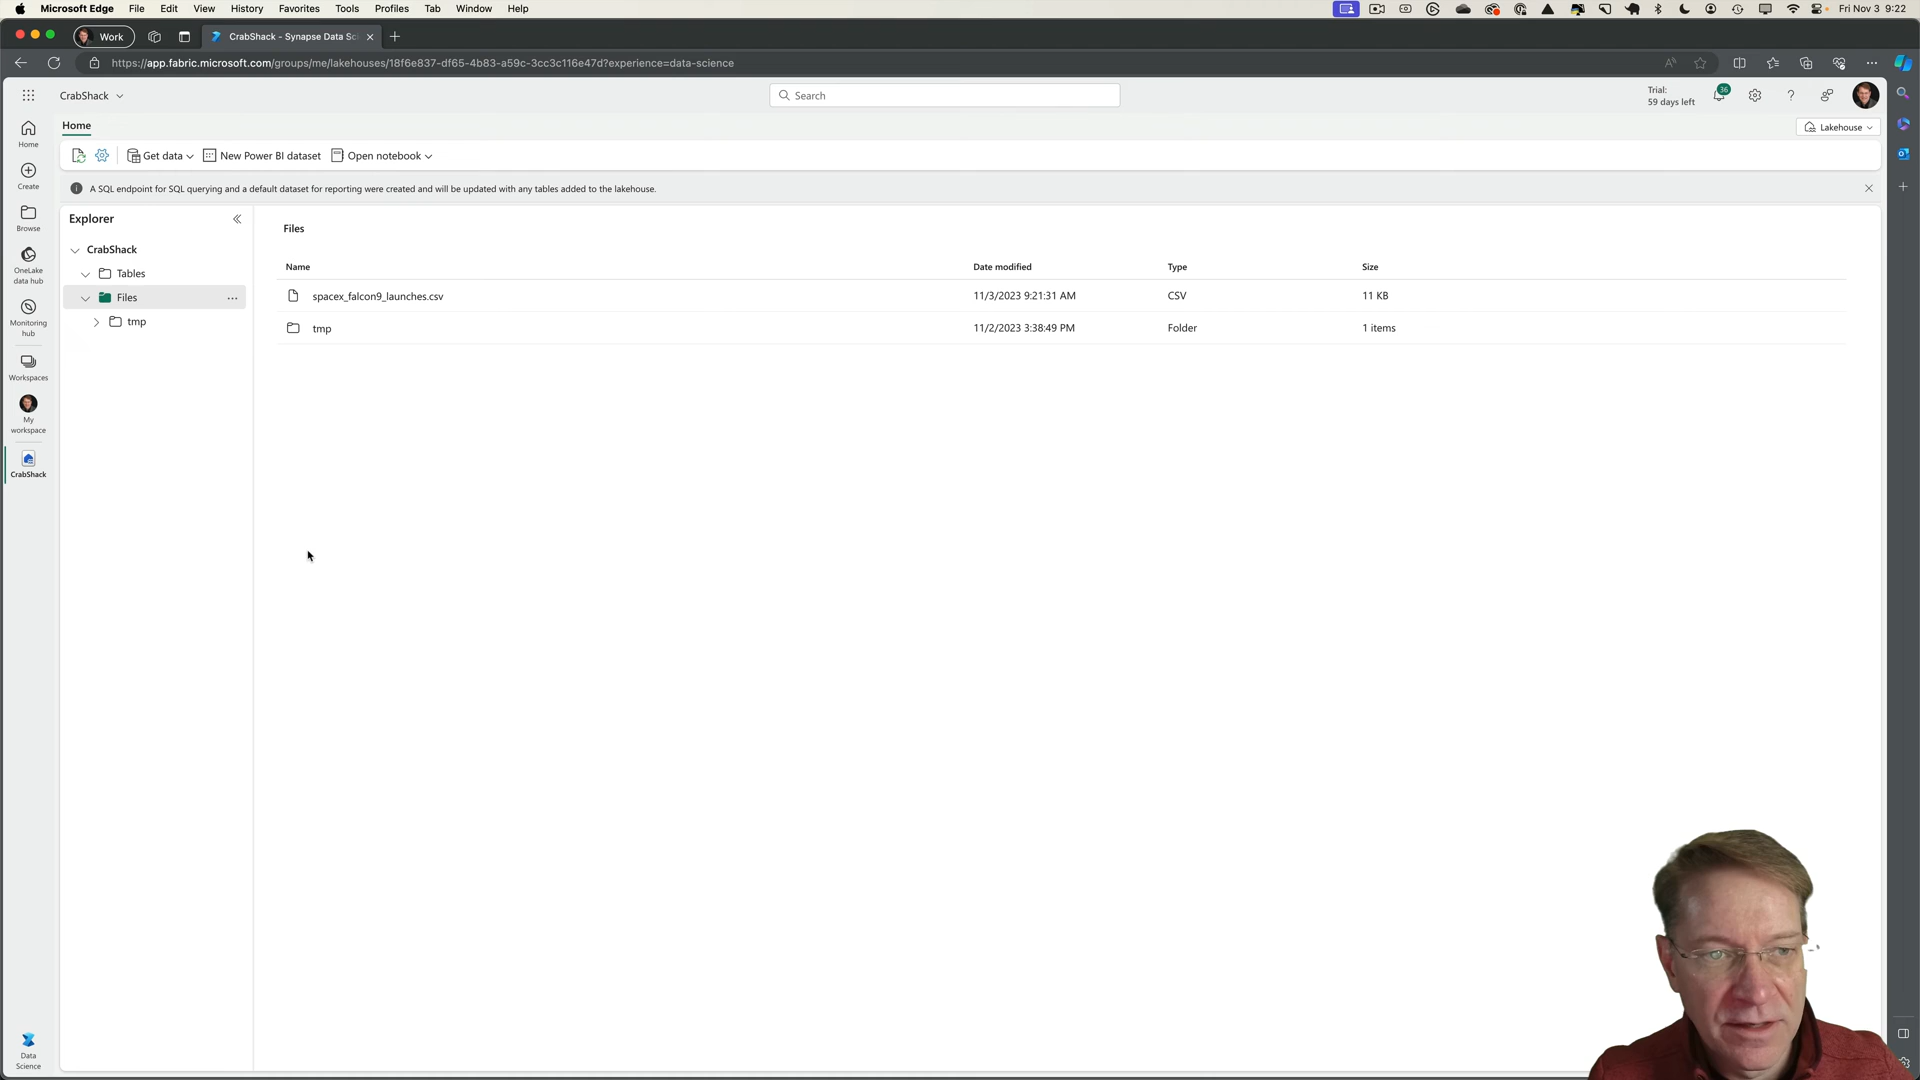 Microsoft Edge File Edit View History Favorites Tools Profiles Tab Window Help Fri Nov 3 9:22
Work CrabShack - Synapse Data Sci
https://app.fabric.microsoft.com/groups/me/lakehouses/18f6e837-df65-4b83-a59c-3cc3c116e47d?experience=data-science
CrabShack Search Trial:
59 days left 36
Home Lakehouse
Get data New Power BI dataset Open notebook
A SQL endpoint for SQL querying and a default dataset for reporting were created and will be updated with any tables added to the lakehouse.
Home
Create
Browse
OneLake
data hub
Monitoring
hub
Workspaces
My
workspace
CrabShack
Data
Science
Explorer
CrabShack
Tables
Files
tmp
Files
Name Date modified Type Size
spacex_falcon9_launches.csv 11/3/2023 9:21:31 AM CSV 11 KB
tmp 11/2/2023 3:38:49 PM Folder 1 items